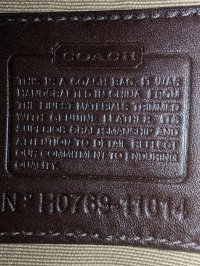 COACH
THIS IS A COACH BAG. IT WAS
HANDCRAFTED IN CHINA FROM
THE FINEST MATERIALS TRIMMED
WITH GENUINE LEATHER. ITS
SUPERIOR CRAFTSMANSHIP AND
ATTENTION TO DETAIL REFLECT
OUR COMMITMENT TO ENDURING
QUALITY.
Nº H0769-11014